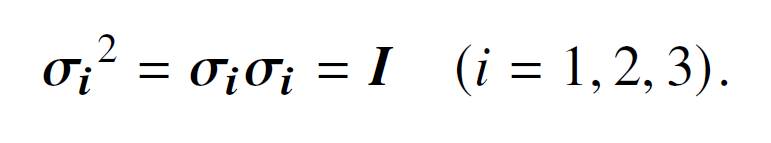 σᵢ² = σᵢσᵢ = I (i = 1, 2, 3).